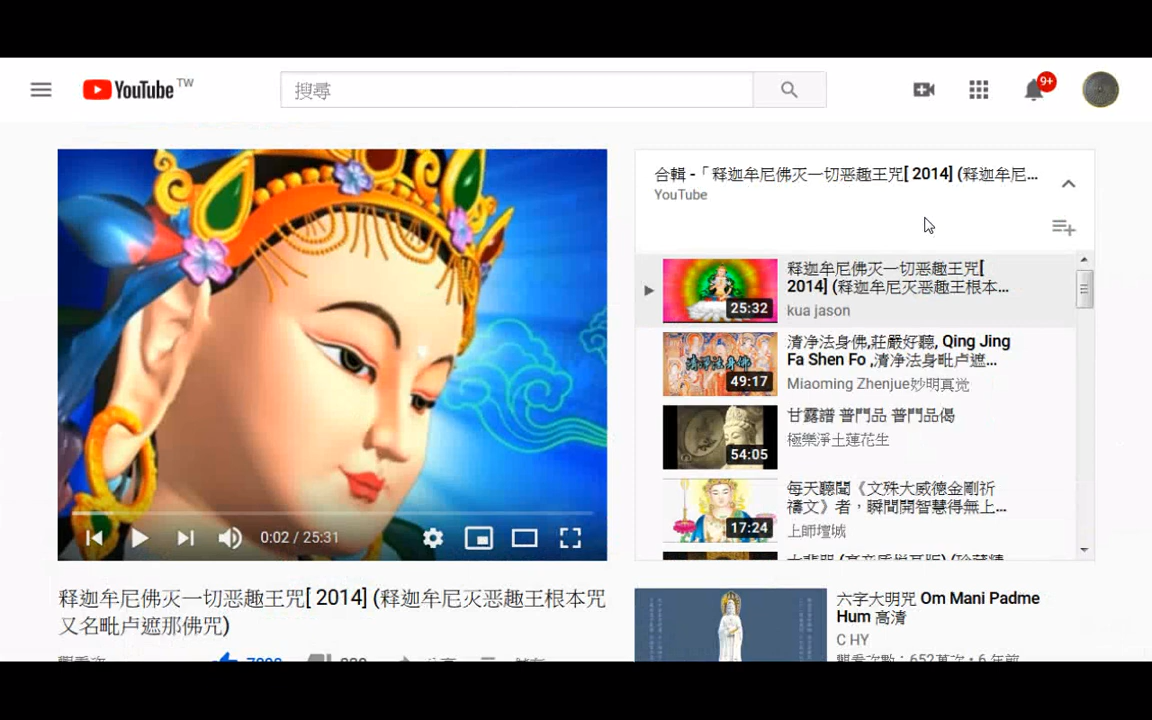 YouTube TW
搜尋
9+
0:02 / 25:31
释迦牟尼佛灭一切恶趣王咒[ 2014] (释迦牟尼灭恶趣王根本咒
又名毗卢遮那佛咒)
合輯 -「 释迦牟尼佛灭一切恶趣王咒[ 2014] (释迦牟尼...
YouTube
25:32
释迦牟尼佛灭一切恶趣王咒[
2014] (释迦牟尼灭恶趣王根本...
kua jason
清淨法身佛
49:17
清净法身佛,莊嚴好聽, Qing Jing
Fa Shen Fo ,清净法身毗卢遮...
Miaoming Zhenjue妙明真觉
54:05
甘露譜 普門品 普門品偈
極樂淨土蓮花生
17:24
每天聽聞《文殊大威德金剛祈
禱文》者，瞬間開智慧得無上...
上師壇城
六字大明咒 Om Mani Padme
Hum 高清
C HY